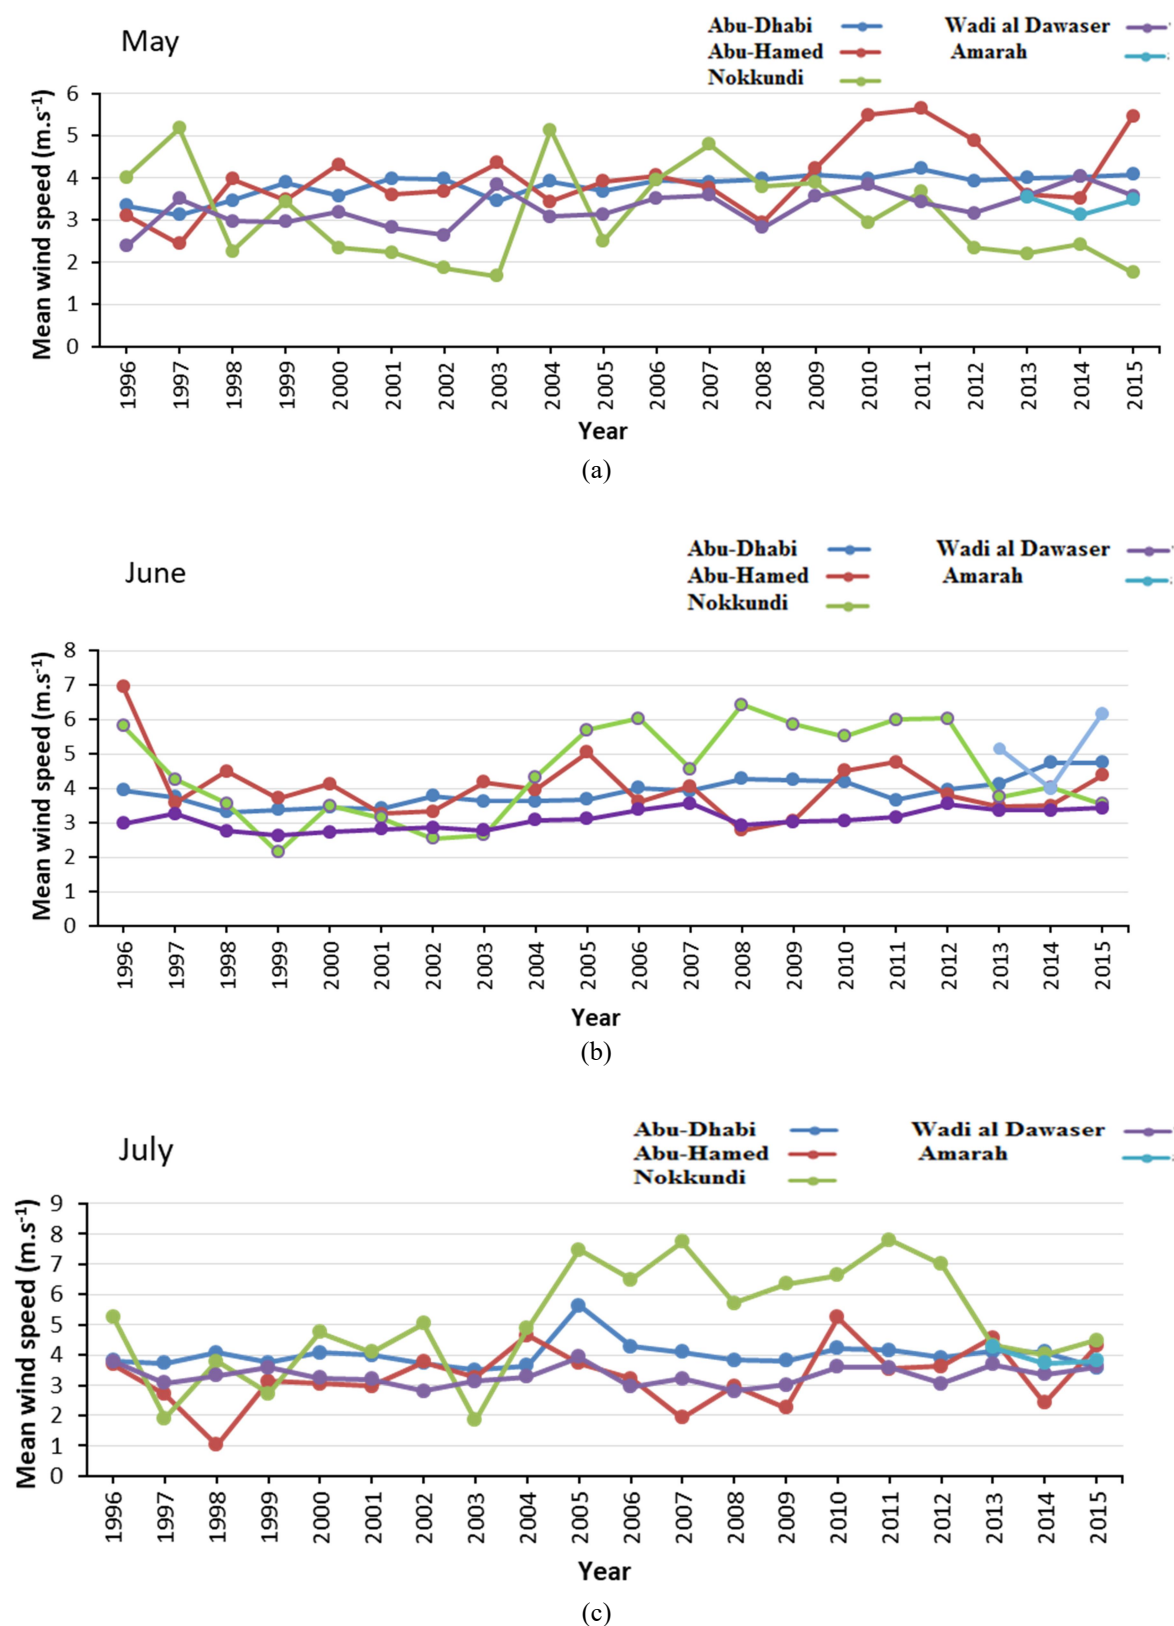 May
Abu-Dhabi
Abu-Hamed
Nokkundi
Wadi al Dawaser
Amarah
Mean wind speed (m.s⁻¹)
6
5
4
3
2
1
0
1996 1997 1998 1999 2000 2001 2002 2003 2004 2005 2006 2007 2008 2009 2010 2011 2012 2013 2014 2015
Year
(a)
June
Abu-Dhabi
Abu-Hamed
Nokkundi
Wadi al Dawaser
Amarah
Mean wind speed (m.s⁻¹)
8
7
6
5
4
3
2
1
0
1996 1997 1998 1999 2000 2001 2002 2003 2004 2005 2006 2007 2008 2009 2010 2011 2012 2013 2014 2015
Year
(b)
July
Abu-Dhabi
Abu-Hamed
Nokkundi
Wadi al Dawaser
Amarah
Mean wind speed (m.s⁻¹)
9
8
7
6
5
4
3
2
1
0
1996 1997 1998 1999 2000 2001 2002 2003 2004 2005 2006 2007 2008 2009 2010 2011 2012 2013 2014 2015
Year
(c)